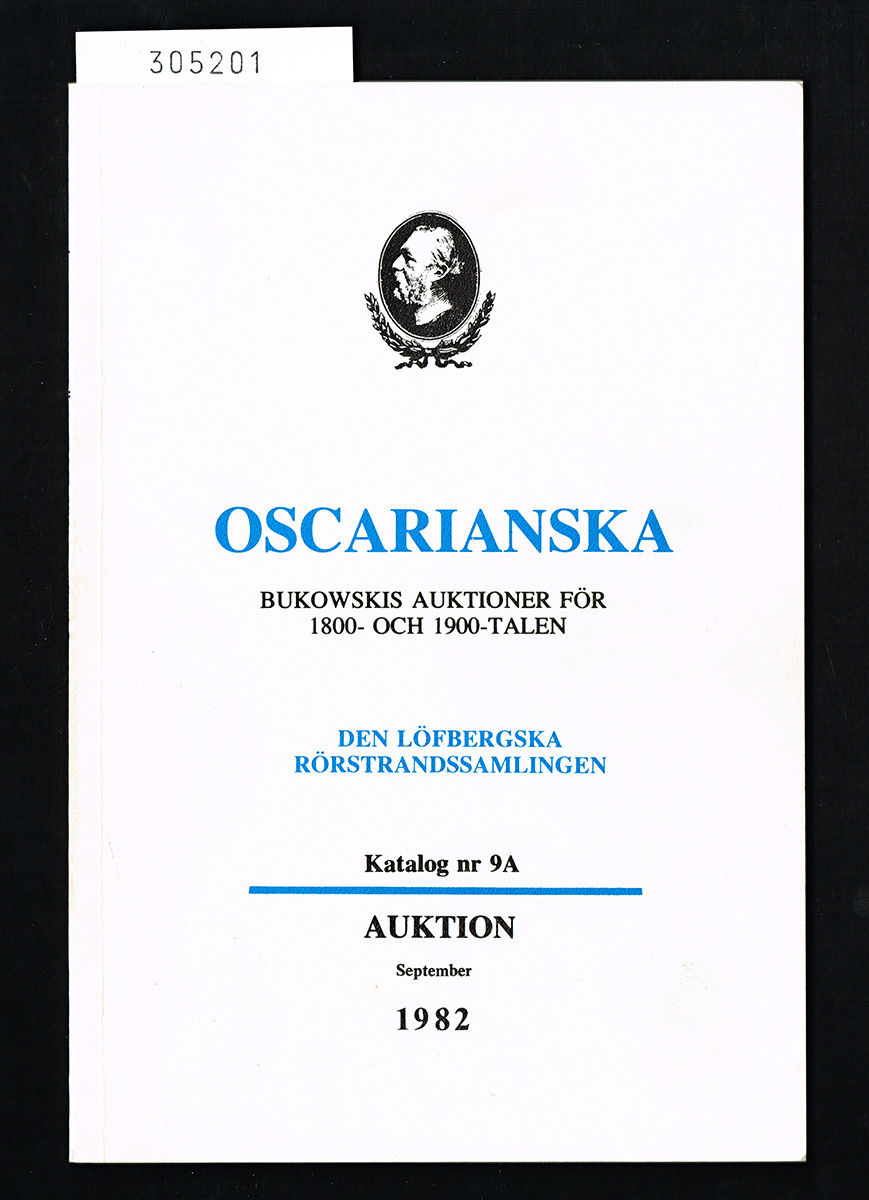 305201
OSCARIANSKA
BUKOWSKIS AUKTIONER FÖR
1800- OCH 1900-TALEN
DEN LÖFBERGSKA
RÖRSTRANDSSAMLINGEN
Katalog nr 9A
AUKTION
September
1982